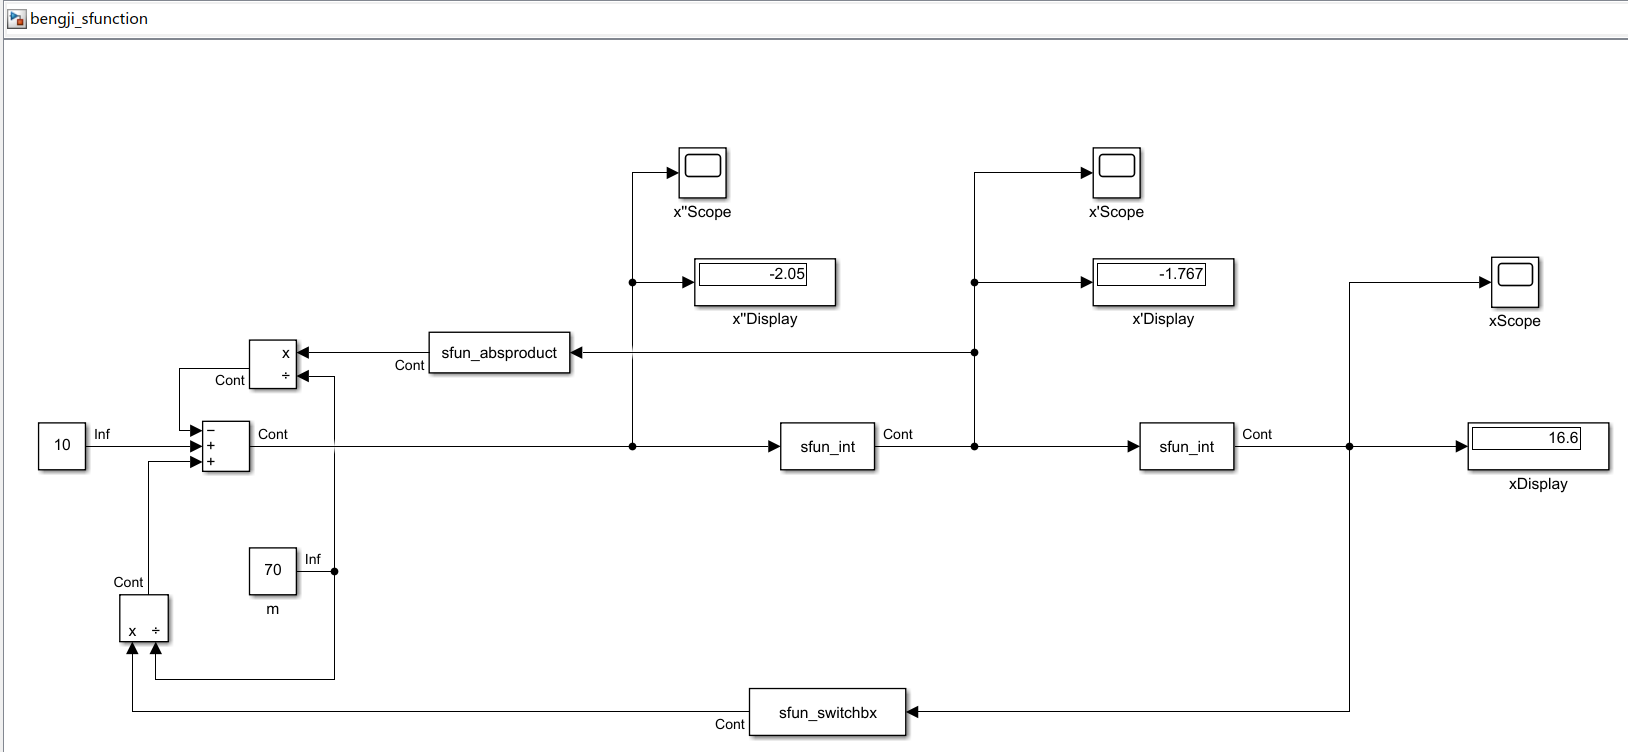 bengji_sfunction
x"Scope
x'Scope
-2.05
x"Display
-1.767
x'Display
xScope
x
÷
Cont
sfun_absproduct
Cont
10
Inf
−
+
+
Cont
sfun_int
Cont
sfun_int
Cont
16.6
xDisplay
70
Inf
m
Cont
x ÷
sfun_switchbx
Cont